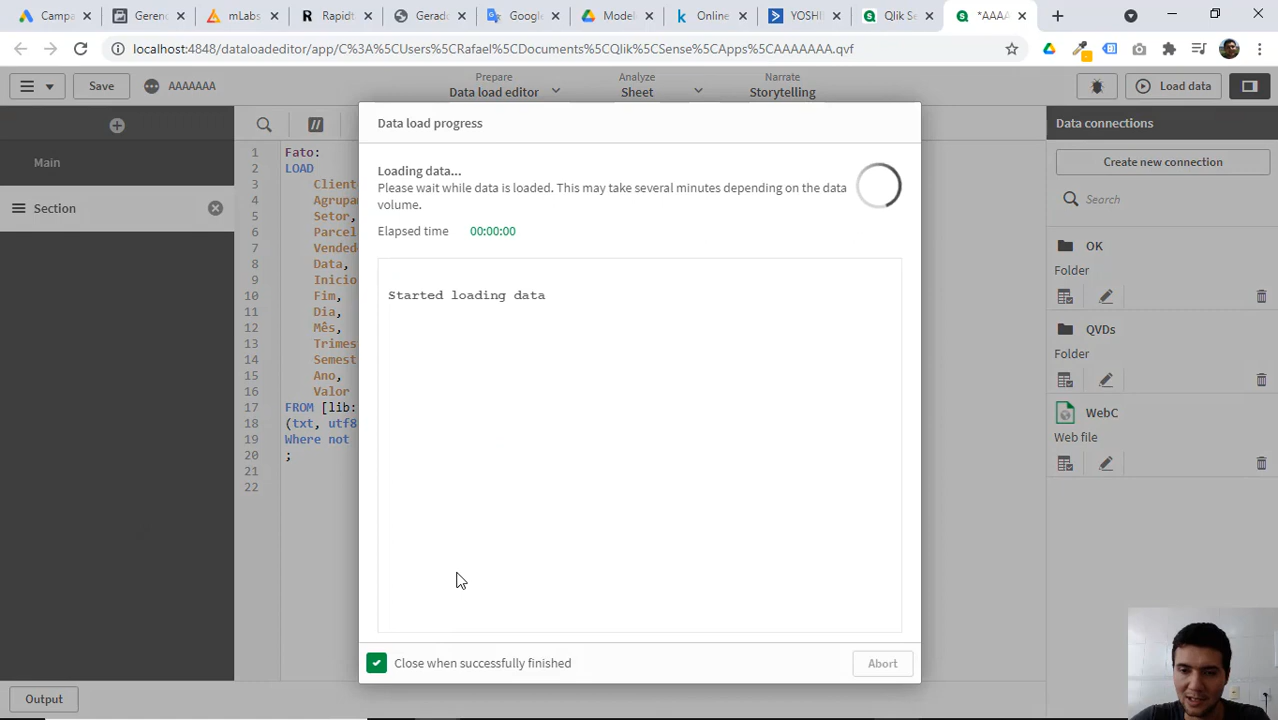 Campa
Geren
mLabs
Rapidt
Gerad
Google
Model
Online
YOSHI
Qlik Se
*AAAA
localhost:4848/dataloadeditor/app/C%3A%5CUsers%5CRafael%5CDocuments%5CQlik%5CSense%5CApps%5CAAAAAAA.qvf
Save
AAAAAAA
Prepare
Data load editor
Analyze
Sheet
Narrate
Storytelling
Load data
Main
Section
//
1 Fato:
2 LOAD
3 Client
4 Agrupa
5 Setor,
6 Parcel
7 Vended
8 Data,
9 Inicio
10 Fim,
11 Dia,
12 Mês,
13 Trimes
14 Semest
15 Ano,
16 Valor
17 FROM [lib:
18 (txt, utf8
19 Where not
20 ;
21
22
Data load progress
Loading data...
Please wait while data is loaded. This may take several minutes depending on the data
volume.
Elapsed time 00:00:00
Started loading data
Close when successfully finished
Abort
Data connections
Create new connection
Search
OK
Folder
QVDs
Folder
WebC
Web file
Output